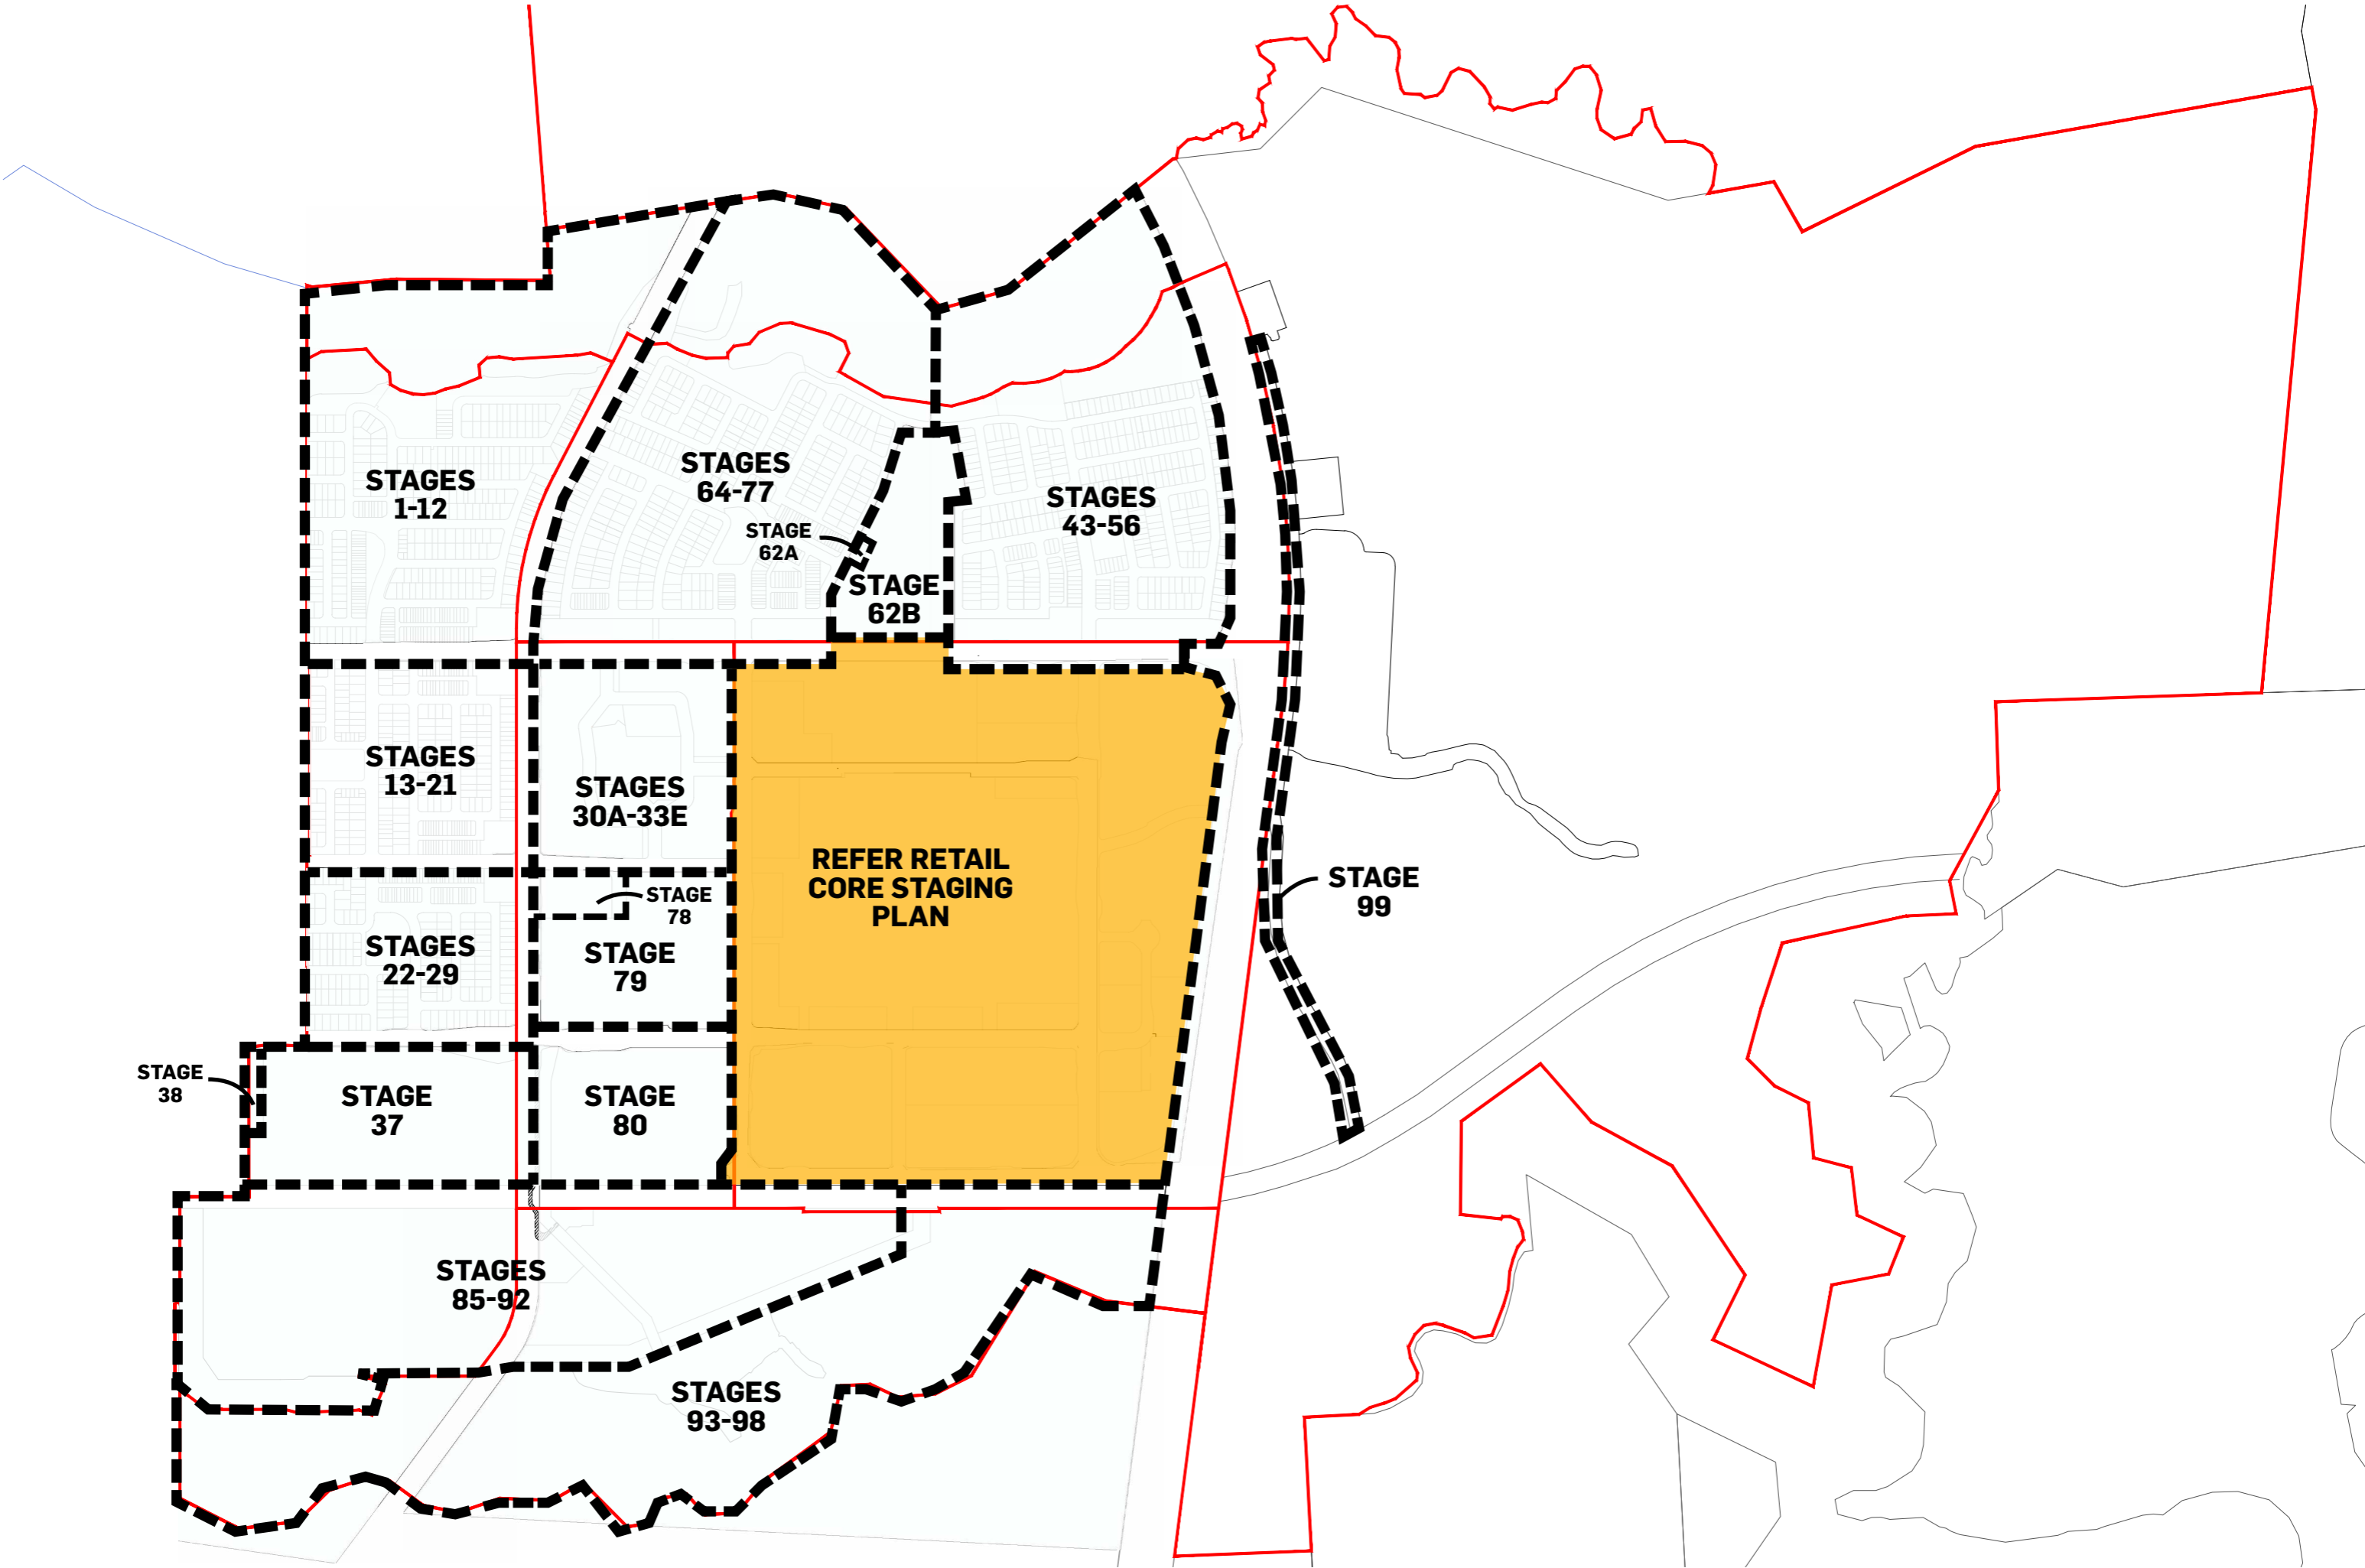 STAGES
64-77
STAGES
1-12
STAGES
43-56
STAGE
62A
STAGE
62B
STAGES
13-21
STAGES
30A-33E
REFER RETAIL
CORE STAGING
PLAN
STAGE
99
STAGE
78
STAGES
22-29
STAGE
79
STAGE
38
STAGE
37
STAGE
80
STAGES
85-92
STAGES
93-98